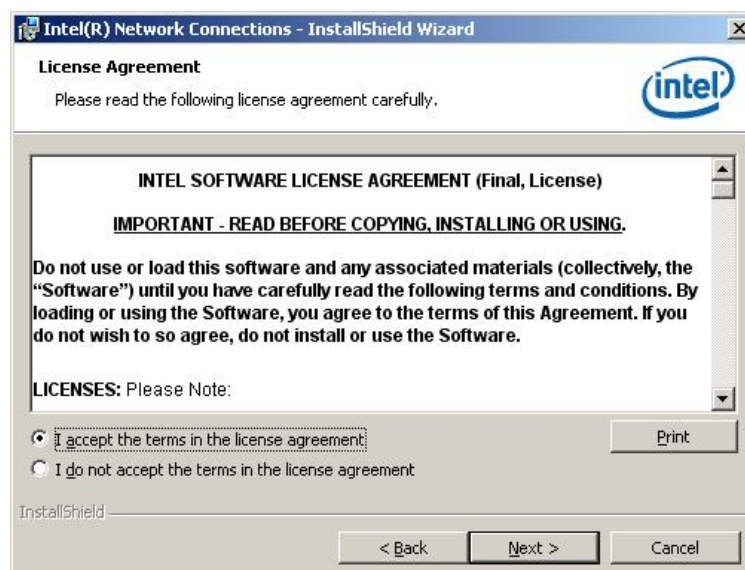 Intel(R) Network Connections - InstallShield Wizard
License Agreement
Please read the following license agreement carefully.
intel
INTEL SOFTWARE LICENSE AGREEMENT (Final, License)
IMPORTANT - READ BEFORE COPYING, INSTALLING OR USING.
Do not use or load this software and any associated materials (collectively, the
“Software”) until you have carefully read the following terms and conditions. By
loading or using the Software, you agree to the terms of this Agreement. If you
do not wish to so agree, do not install or use the Software.
LICENSES: Please Note:
I accept the terms in the license agreement
Print
I do not accept the terms in the license agreement
InstallShield
< Back
Next >
Cancel